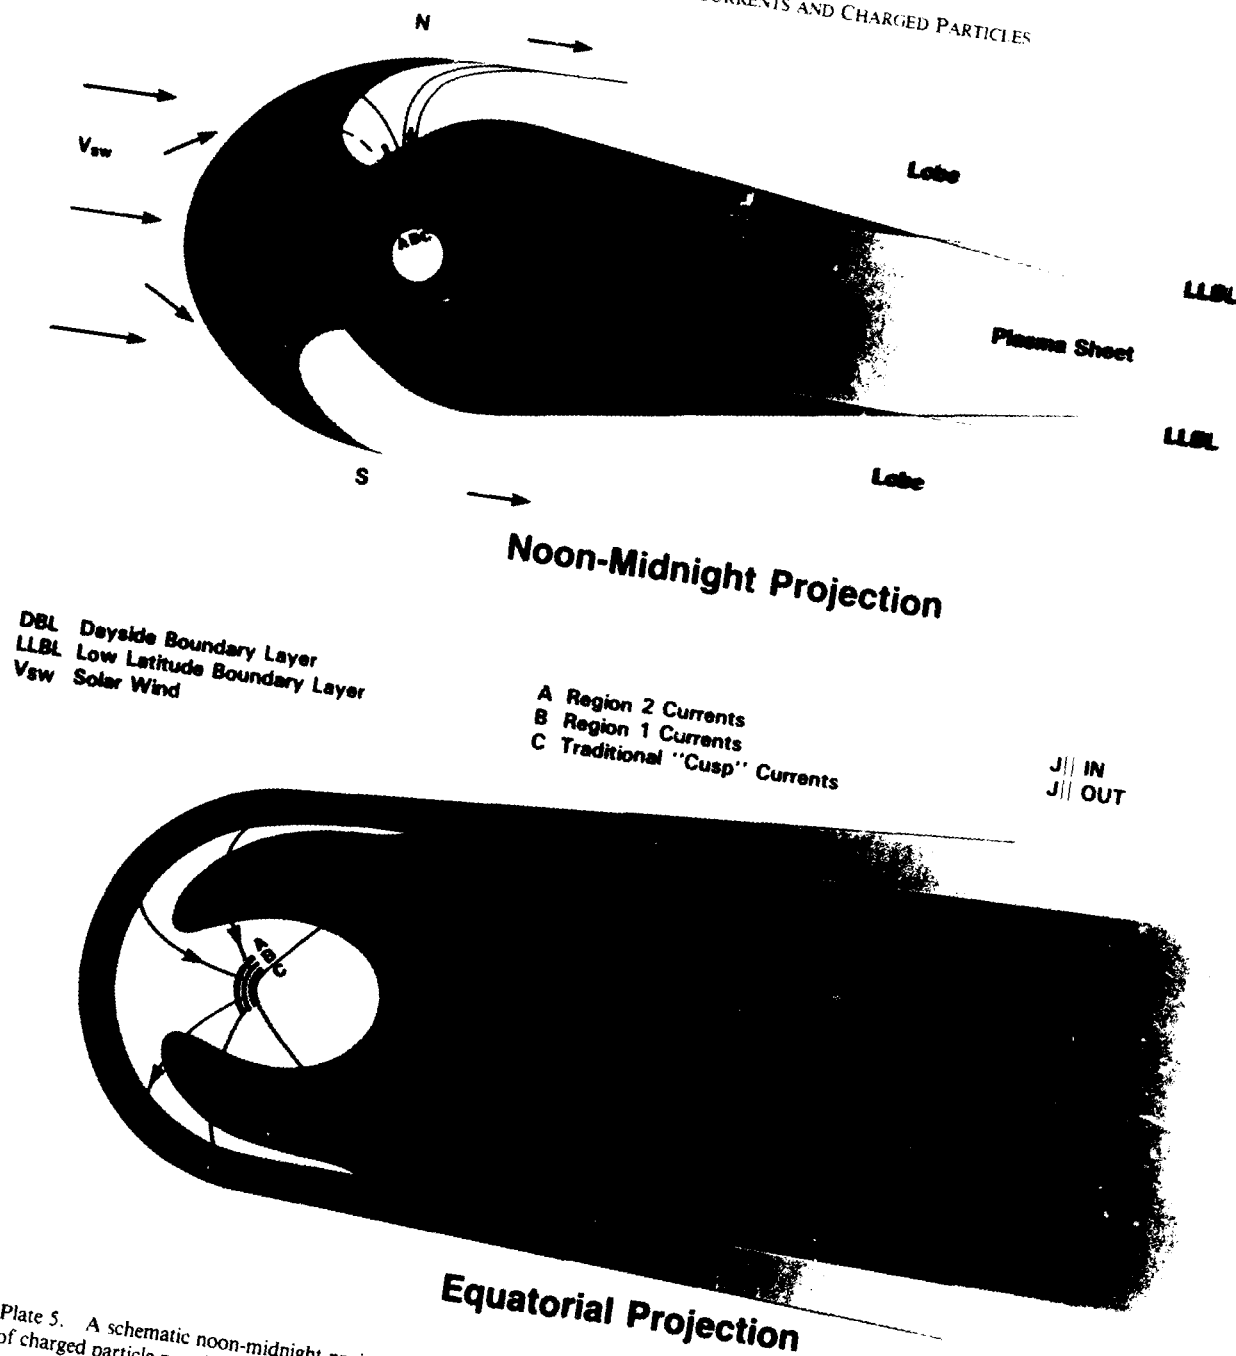 CURRENTS AND CHARGED PARTICLES
N
Vsw
Lobe
J
ABC
LLBL
Plasma Sheet
LLBL
Lobe
S
Noon-Midnight Projection
DBL Dayside Boundary Layer
LLBL Low Latitude Boundary Layer
Vsw Solar Wind
A Region 2 Currents
B Region 1 Currents
C Traditional "Cusp" Currents
J|| IN
J|| OUT
A
B
C
Equatorial Projection
Plate 5. A schematic noon-midnight
of charged particle